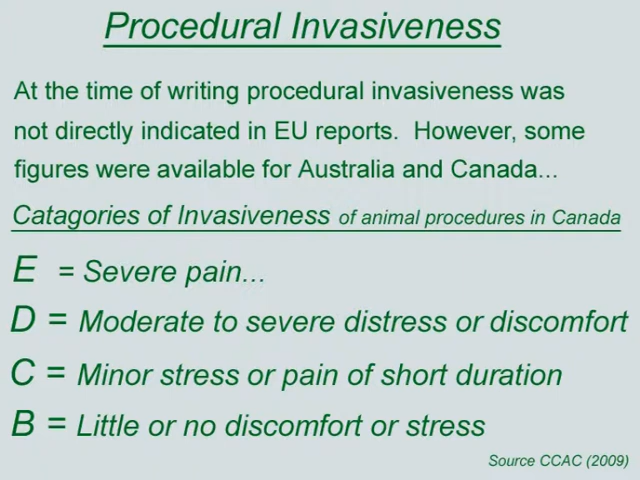 Procedural Invasiveness
At the time of writing procedural invasiveness was
not directly indicated in EU reports. However, some
figures were available for Australia and Canada...
Catagories of Invasiveness of animal procedures in Canada
E = Severe pain...
D = Moderate to severe distress or discomfort
C = Minor stress or pain of short duration
B = Little or no discomfort or stress
Source CCAC (2009)